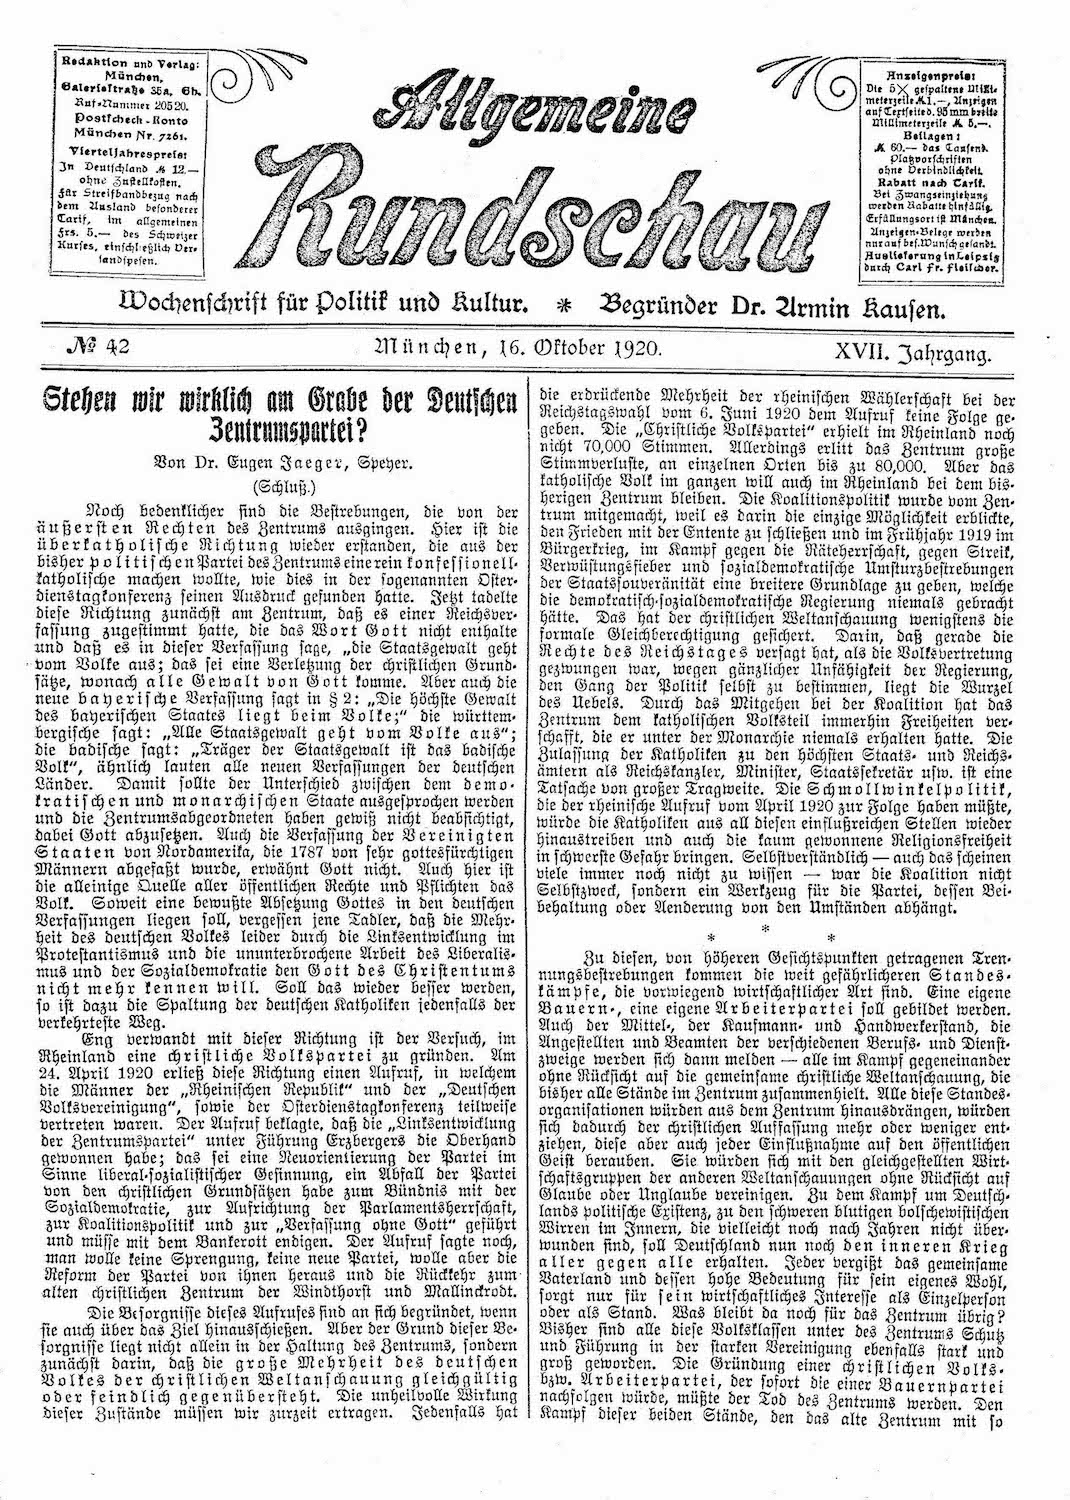 Redaktion und Verlag:
München,
Galeriestraße 35a, Gh.
Ruf-Nummer 20520.
Postscheck-Konto
München Nr. 7261.
Vierteljahrespreis:
In Deutschland ℳ 12.—
ohne Zustellkosten.
für Streifbandbezug nach
dem Ausland besonderer
Tarif, im allgemeinen
Frs. 5.— des Schweizer
Kurses, einschließlich Ver-
sandspesen.
Allgemeine
Rundschau
Anzeigenpreis:
Die 5× gespaltene Milli-
meterzeile ℳ 1.—, Anzeigen
auf Textseite d. 95 mm breite
Millimeterzeile ℳ 5.—.
Beilagen:
ℳ 60.— das Tausend.
Platzvorschriften
ohne Verbindlichkeit.
Rabatt nach Tarif.
Bei Zwangseinziehung
werden Rabatte hinfällig.
Erfüllungsort ist München.
Anzeigen-Belege werden
nur auf bes. Wunsch gesandt.
Auslieferung in Leipzig
durch Carl Fr. Fleischer.
Wochenschrift für Politik und Kultur. * Begründer Dr. Armin Kausen.
№ 42
München, 16. Oktober 1920.
XVII. Jahrgang.
Stehen wir wirklich am Grabe der Deutschen
Zentrumspartei?
Von Dr. Eugen Jaeger, Speyer.
(Schluß.)
Noch bedenklicher sind die Bestrebungen, die von der
äußersten Rechten des Zentrums ausgingen. Hier ist die
überkatholische Richtung wieder erstanden, die aus der
bisher politischen Partei des Zentrums eine rein konfessionell-
katholische machen wollte, wie dies in der sogenannten Oster-
dienstagkonferenz seinen Ausdruck gefunden hatte. Jetzt tadelte
diese Richtung zunächst am Zentrum, daß es einer Reichsver-
fassung zugestimmt hatte, die das Wort Gott nicht enthalte
und daß es in dieser Verfassung sage, „die Staatsgewalt geht
vom Volke aus; das sei eine Verletzung der christlichen Grund-
sätze, wonach alle Gewalt von Gott komme. Aber auch die
neue bayerische Verfassung sagt in § 2: „Die höchste Gewalt
des bayerischen Staates liegt beim Volke;“ die württem-
bergische sagt: „Alle Staatsgewalt geht vom Volke aus“;
die badische sagt: „Träger der Staatsgewalt ist das badische
Volk“, ähnlich lauten alle neuen Verfassungen der deutschen
Länder. Damit sollte der Unterschied zwischen dem demo-
kratischen und monarchischen Staate ausgesprochen werden
und die Zentrumsabgeordneten haben gewiß nicht beabsichtigt,
dabei Gott abzusetzen. Auch die Verfassung der Vereinigten
Staaten von Nordamerika, die 1787 von sehr gottesfürchtigen
Männern abgefaßt wurde, erwähnt Gott nicht. Auch hier ist
die alleinige Quelle aller öffentlichen Rechte und Pflichten das
Volk. Soweit eine bewußte Absetzung Gottes in den deutschen
Verfassungen liegen soll, vergessen jene Tadler, daß die Mehr-
heit des deutschen Volkes leider durch die Linksentwicklung im
Protestantismus und die ununterbrochene Arbeit des Liberalis-
mus und der Sozialdemokratie den Gott des Christentums
nicht mehr kennen will. Soll das wieder besser werden,
so ist dazu die Spaltung der deutschen Katholiken jedenfalls der
verkehrteste Weg.
Eng verwandt mit dieser Richtung ist der Versuch, im
Rheinland eine christliche Volkspartei zu gründen. Am
24. April 1920 erließ diese Richtung einen Aufruf, in welchem
die Männer der „Rheinischen Republik“ und der „Deutschen
Volksvereinigung“, sowie der Osterdienstagkonferenz teilweise
vertreten waren. Der Aufruf beklagte, daß die „Linksentwicklung
der Zentrumspartei“ unter Führung Erzbergers die Oberhand
gewonnen habe; das sei eine Neuorientierung der Partei im
Sinne liberal-sozialistischer Gesinnung, ein Abfall der Partei
von den christlichen Grundsätzen habe zum Bündnis mit der
Sozialdemokratie, zur Aufrichtung der Parlamentsherrschaft,
zur Koalitionspolitik und zur „Verfassung ohne Gott“ geführt
und müsse mit dem Bankerott endigen. Der Aufruf sagte noch,
man wolle keine Sprengung, keine neue Partei, wolle aber die
Reform der Partei von ihnen heraus und die Rückkehr zum
alten christlichen Zentrum der Windthorst und Mallinckrodt.
Die Besorgnisse dieses Aufrufes sind an sich begründet, wenn
sie auch über das Ziel hinausschießen. Aber der Grund dieser Be-
sorgnisse liegt nicht allein in der Haltung des Zentrums, sondern
zunächst darin, daß die große Mehrheit des deutschen
Volkes der christlichen Weltanschauung gleichgültig
oder feindlich gegenübersteht. Die unheilvolle Wirkung
dieser Zustände müssen wir zurzeit ertragen. Jedenfalls hat
die erdrückende Mehrheit der rheinischen Wählerschaft bei der
Reichstagswahl vom 6. Juni 1920 dem Aufruf keine Folge ge-
geben. Die „Christliche Volkspartei“ erhielt im Rheinland noch
nicht 70,000 Stimmen. Allerdings erlitt das Zentrum große
Stimmverluste, an einzelnen Orten bis zu 80,000. Aber das
katholische Volk im ganzen will auch im Rheinland bei dem bis-
herigen Zentrum bleiben. Die Koalitionspolitik wurde vom Zen-
trum mitgemacht, weil es darin die einzige Möglichkeit erblickte,
den Frieden mit der Entente zu schließen und im Frühjahr 1919 im
Bürgerkrieg, im Kampf gegen die Räteherrschaft, gegen Streik,
Verwüstungsfieber und sozialdemokratische Umsturzbestrebungen
der Staatssouveränität eine breitere Grundlage zu geben, welche
die demokratisch-sozialdemokratische Regierung niemals gebracht
hätte. Das hat der christlichen Weltanschauung wenigstens die
formale Gleichberechtigung gesichert. Darin, daß gerade die
Rechte des Reichstages versagt hat, als die Volksvertretung
gezwungen war, wegen gänzlicher Unfähigkeit der Regierung,
den Gang der Politik selbst zu bestimmen, liegt die Wurzel
des Uebels. Durch das Mitgehen bei der Koalition hat das
Zentrum dem katholischen Volksteil immerhin Freiheiten ver-
schafft, die er unter der Monarchie niemals erhalten hatte. Die
Zulassung der Katholiken zu den höchsten Staats- und Reichs-
ämtern als Reichskanzler, Minister, Staatssekretär usw. ist eine
Tatsache von großer Tragweite. Die Schmollwinkelpolitik,
die der rheinische Aufruf vom April 1920 zur Folge haben müßte,
würde die Katholiken aus all diesen einflußreichen Stellen wieder
hinaustreiben und auch die kaum gewonnene Religionsfreiheit
in schwerste Gefahr bringen. Selbstverständlich — auch das scheinen
viele immer noch nicht zu wissen — war die Koalition nicht
Selbstzweck, sondern ein Werkzeug für die Partei, dessen Bei-
behaltung oder Aenderung von den Umständen abhängt.
* * *
Zu diesen, von höheren Gesichtspunkten getragenen Tren-
nungsbestrebungen kommen die weit gefährlicheren Standes-
kämpfe, die vorwiegend wirtschaftlicher Art sind. Eine eigene
Bauern-, eine eigene Arbeiterpartei soll gebildet werden.
Auch der Mittel-, der Kaufmann- und Handwerkerstand, die
Angestellten und Beamten der verschiedenen Berufs- und Dienst-
zweige werden sich dann melden — alle im Kampf gegeneinander
ohne Rücksicht auf die gemeinsame christliche Weltanschauung, die
bisher alle Stände im Zentrum zusammenhielt. Alle diese Standes-
organisationen würden aus dem Zentrum hinausdrängen, würden
sich dadurch der christlichen Auffassung mehr oder weniger ent-
ziehen, diese aber auch jeder Einflußnahme auf den öffentlichen
Geist berauben. Sie würden sich mit den gleichgestellten Wirt-
schaftsgruppen der anderen Weltanschauungen ohne Rücksicht auf
Glaube oder Unglaube vereinigen. Zu dem Kampf um Deutsch-
lands politische Existenz, zu den schweren blutigen bolschewistischen
Wirren im Innern, die vielleicht noch nach Jahren nicht über-
wunden sind, soll Deutschland nun noch den inneren Krieg
aller gegen alle erhalten. Jeder vergißt das gemeinsame
Vaterland und dessen hohe Bedeutung für sein eigenes Wohl,
sorgt nur für sein wirtschaftliches Interesse als Einzelperson
oder als Stand. Was bleibt da noch für das Zentrum übrig?
Bisher sind alle diese Volksklassen unter des Zentrums Schutz
und Führung in der starken Vereinigung ebenfalls stark und
groß geworden. Die Gründung einer christlichen Volks-
bzw. Arbeiterpartei, der sofort die einer Bauernpartei
nachfolgen würde, müßte der Tod des Zentrums werden. Den
Kampf dieser beiden Stände, den das alte Zentrum mit so